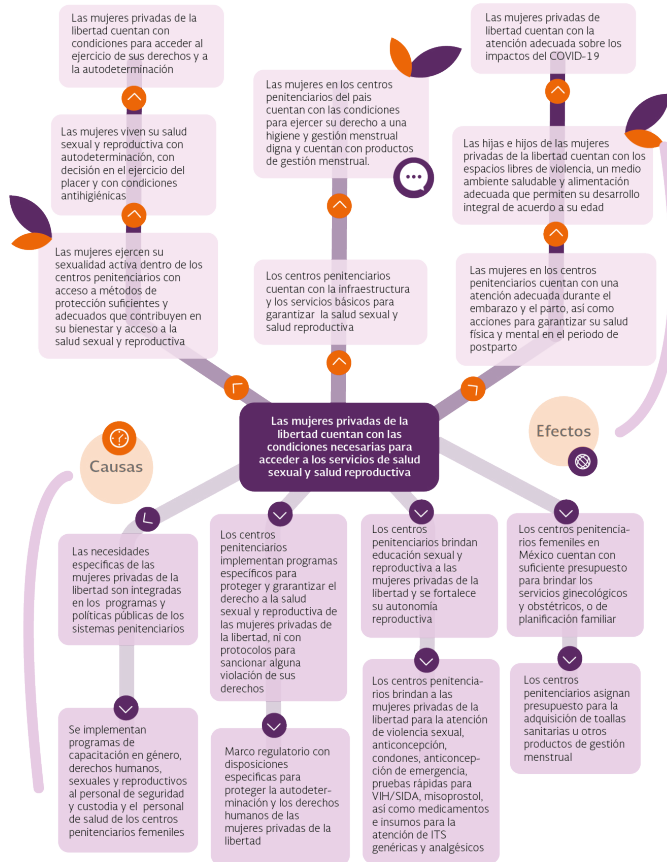 Las mujeres privadas de la
libertad cuentan con
condiciones para acceder al
ejercicio de sus derechos y a
la autodeterminación
Las mujeres viven su salud
sexual y reproductiva con
autodeterminación, con
decisión en el ejercicio del
placer y con condiciones
antihigiénicas
Las mujeres ejercen su
sexualidad activa dentro de los
centros penitenciarios con
acceso a métodos de
protección suficientes y
adecuados que contribuyen en
su bienestar y acceso a la
salud sexual y reproductiva
Las mujeres en los centros
penitenciarios del pais
cuentan con las condiciones
para ejercer su derecho a una
higiene y gestión menstrual
digna y cuentan con productos
de gestión menstrual.
Los centros penitenciarios
cuentan con la infraestructura
y los servicios básicos para
garantizar la salud sexual y
salud reproductiva
Las mujeres privadas de
libertad cuentan con la
atención adecuada sobre los
impactos del COVID-19
Las hijas e hijos de las mujeres
privadas de la libertad cuentan con los
espacios libres de violencia, un medio
ambiente saludable y alimentación
adecuada que permiten su desarrollo
integral de acuerdo a su edad
Las mujeres en los centros
penitenciarios cuentan con una
atención adecuada durante el
embarazo y el parto, así como
acciones para garantizar su salud
física y mental en el periodo de
postparto
Las mujeres privadas de la
libertad cuentan con las
condiciones necesarias para
acceder a los servicios de salud
sexual y salud reproductiva
Efectos
Causas
Las necesidades
especificas de las
mujeres privadas de la
libertad son integradas
en los programas y
políticas públicas de los
sistemas penitenciarios
Se implementan
programas de
capacitación en género,
derechos humanos,
sexuales y reproductivos
al personal de seguridad
y custodia y el personal
de salud de los centros
penitenciarios femeniles
Los centros
penitenciarios
implementan programas
específicos para
proteger y grarantizar el
derecho a la salud
sexual y reproductiva de
las mujeres privadas de
la libertad, ni con
protocolos para
sancionar alguna
violación de sus
derechos
Marco regulatorio con
disposiciones
especificas para
proteger la autodeter-
minación y los derechos
humanos de las
mujeres privadas de la
libertad
Los centros
penitenciarios brindan
educación sexual y
reproductiva a las
mujeres privadas de la
libertad y se fortalece
su autonomía
reproductiva
Los centros penitencia-
rios brindan a las
mujeres privadas de la
libertad para la atención
de violencia sexual,
anticoncepción,
condones, anticoncep-
ción de emergencia,
pruebas rápidas para
VIH/SIDA, misoprostol,
así como medicamentos
e insumos para la
atención de ITS
genéricas y analgésicos
Los centros penitencia-
rios femeniles en
México cuentan con
suficiente presupuesto
para brindar los
servicios ginecológicos
y obstétricos, o de
planificación familiar
Los centros
penitenciarios asignan
presupuesto para la
adquisición de toallas
sanitarias u otros
productos de gestión
menstrual